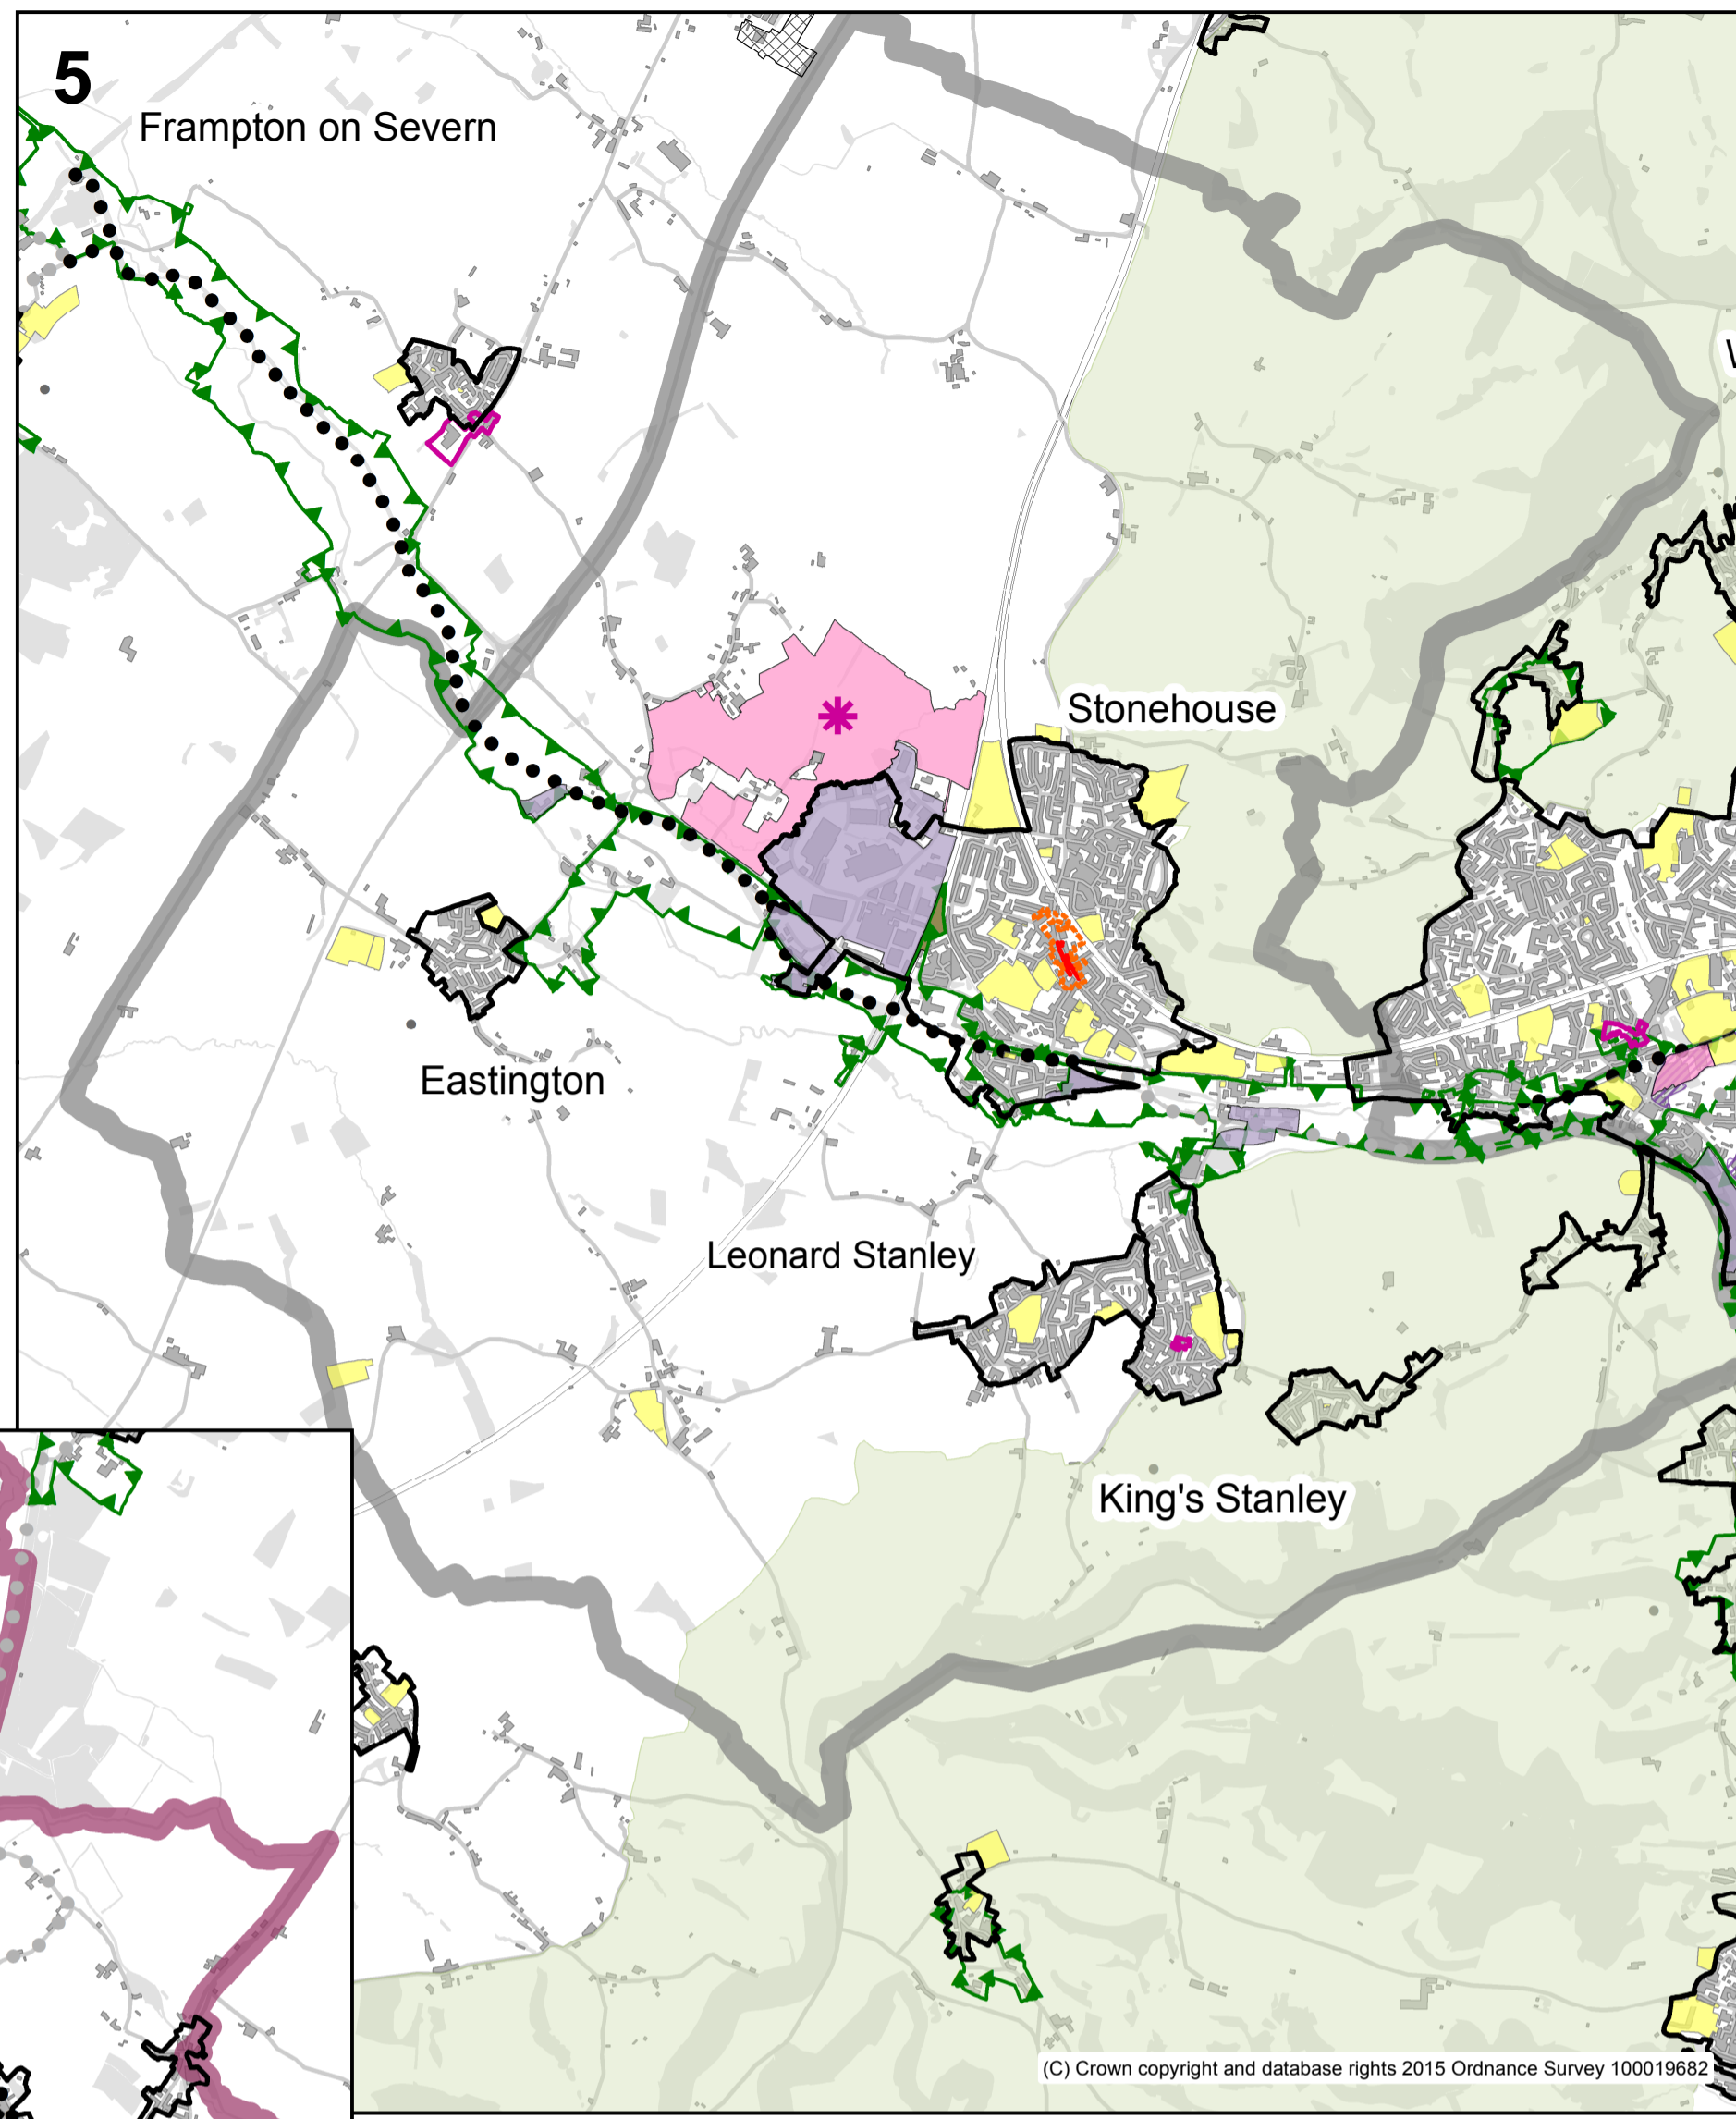 5
Frampton on Severn
Stonehouse
Eastington
Leonard Stanley
King's Stanley
(C) Crown copyright and database rights 2015 Ordnance Survey 100019682